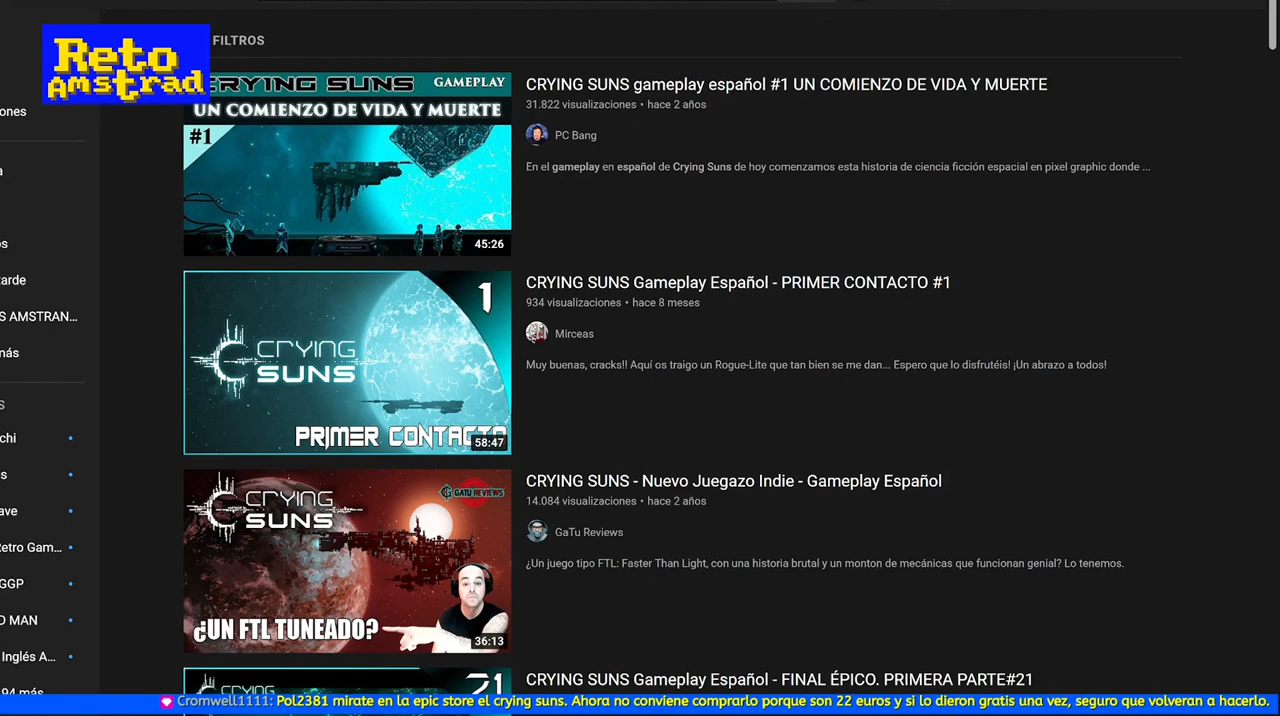 Reto
Amstrad
FILTROS
ones
CRYING SUNS
GAMEPLAY
UN COMIENZO DE VIDA Y MUERTE
#1
45:26
CRYING SUNS gameplay español #1 UN COMIENZO DE VIDA Y MUERTE
31.822 visualizaciones • hace 2 años
PC Bang
En el gameplay en español de Crying Suns de hoy comenzamos esta historia de ciencia ficción espacial en pixel graphic donde ...
a
os
arde
S AMSTRAN...
más
S
chi
s
ave
Retro Gam...
GGP
D MAN
Inglés A...
94 más
1
CRYING
SUNS
PRIMER CONTACTO
58:47
CRYING SUNS Gameplay Español - PRIMER CONTACTO #1
934 visualizaciones • hace 8 meses
Mirceas
Muy buenas, cracks!! Aquí os traigo un Rogue-Lite que tan bien se me dan... Espero que lo disfrutéis! ¡Un abrazo a todos!
CRYING
SUNS
GATU REVIEWS
¿UN FTL TUNEADO?
36:13
CRYING SUNS - Nuevo Juegazo Indie - Gameplay Español
14.084 visualizaciones • hace 2 años
GaTu Reviews
¿Un juego tipo FTL: Faster Than Light, con una historia brutal y un monton de mecánicas que funcionan genial? Lo tenemos.
CRYING
21
CRYING SUNS Gameplay Español - FINAL ÉPICO. PRIMERA PARTE#21
Cromwell1111: Pol2381 mirate en la epic store el crying suns. Ahora no conviene comprarlo porque son 22 euros y si lo dieron gratis una vez, seguro que volveran a hacerlo.